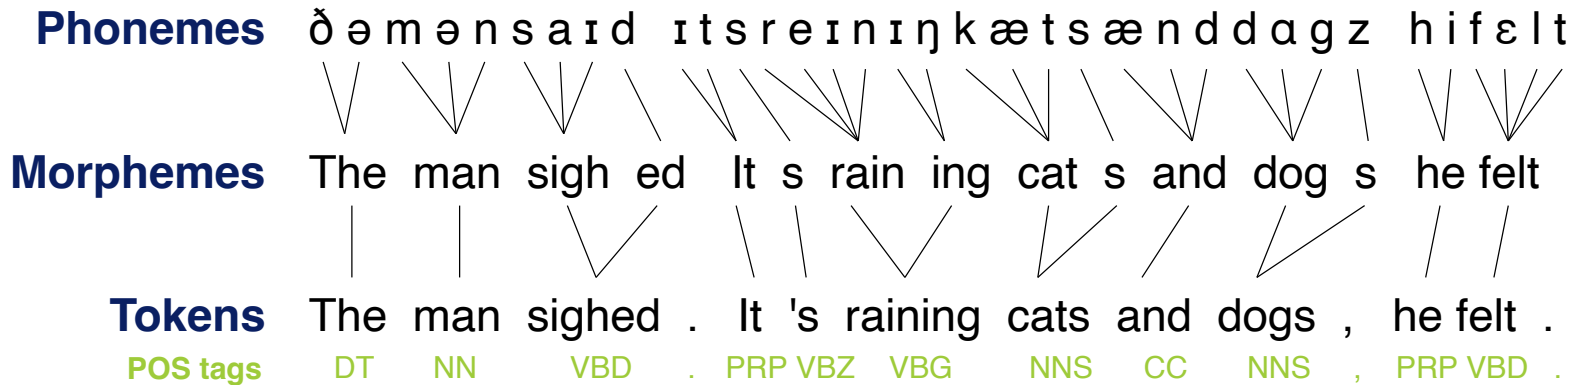 Phonemes ð ə m ə n s a ɪ d ɪ t s r e ɪ n ɪ ŋ k æ t s æ n d d ɑ g z h i f ɛ l t
Morphemes The man sigh ed It s rain ing cat s and dog s he felt
Tokens The man sighed . It 's raining cats and dogs , he felt .
POS tags DT NN VBD . PRP VBZ VBG NNS CC NNS , PRP VBD .